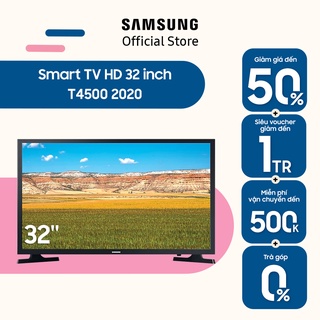 SAMSUNG
Official Store
Smart TV HD 32 inch
T4500 2020
32"
SAMSUNG
Giảm giá đến
50%
+
Siêu voucher
giảm đến
1TR
+
Miễn phí
vận chuyển đến
500K
+
Trả góp
0%